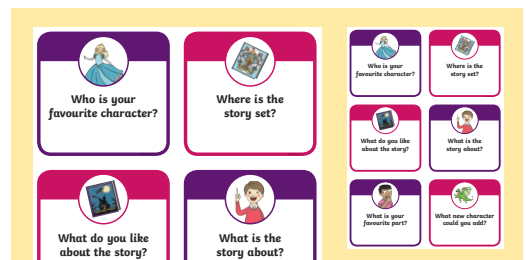 Who is your
favourite character?
Where is the
story set?
What do you like
about the story?
What is the
story about?
Who is your
favourite character?
Where is the
story set?
What do you like
about the story?
What is the
story about?
What is your
favourite part?
What new character
could you add?